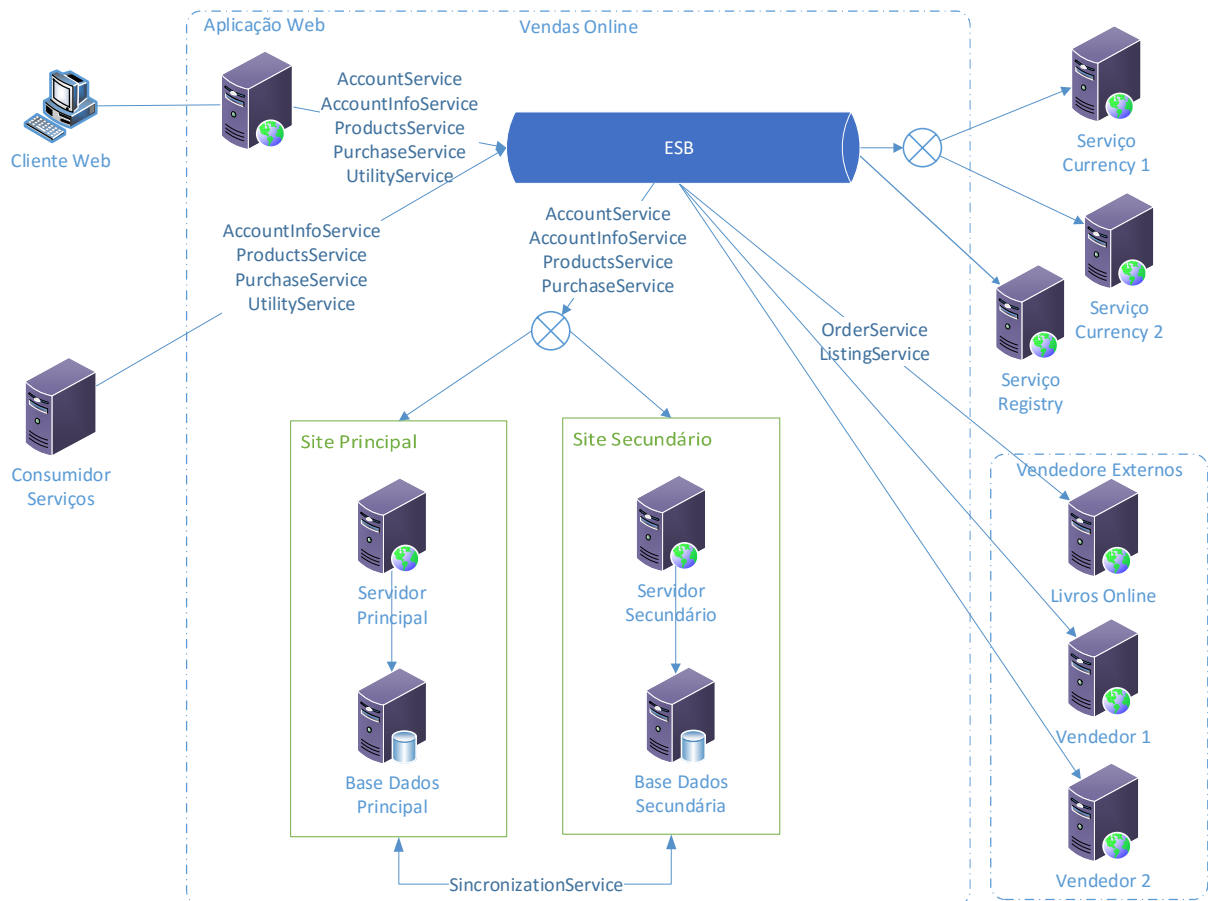 Aplicação Web
Vendas Online
Cliente Web
AccountService
AccountInfoService
ProductsService
PurchaseService
UtilityService
ESB
Serviço
Currency 1
Serviço
Currency 2
Serviço
Registry
AccountInfoService
ProductsService
PurchaseService
UtilityService
AccountService
AccountInfoService
ProductsService
PurchaseService
OrderService
ListingService
Consumidor
Serviços
Site Principal
Servidor
Principal
Base Dados
Principal
Site Secundário
Servidor
Secundário
Base Dados
Secundária
SincronizationService
Vendedore Externos
Livros Online
Vendedor 1
Vendedor 2